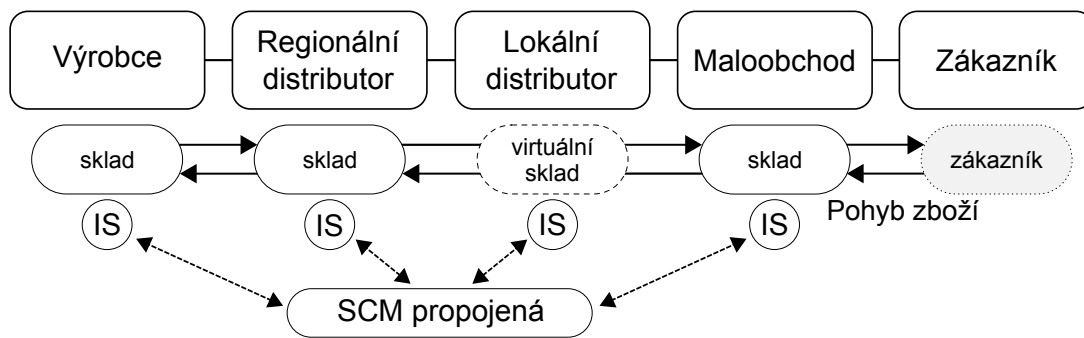 Výrobce
Regionální
distributor
Lokální
distributor
Maloobchod
Zákazník
sklad
sklad
virtuální
sklad
sklad
zákazník
IS
IS
IS
IS
Pohyb zboží
SCM propojená